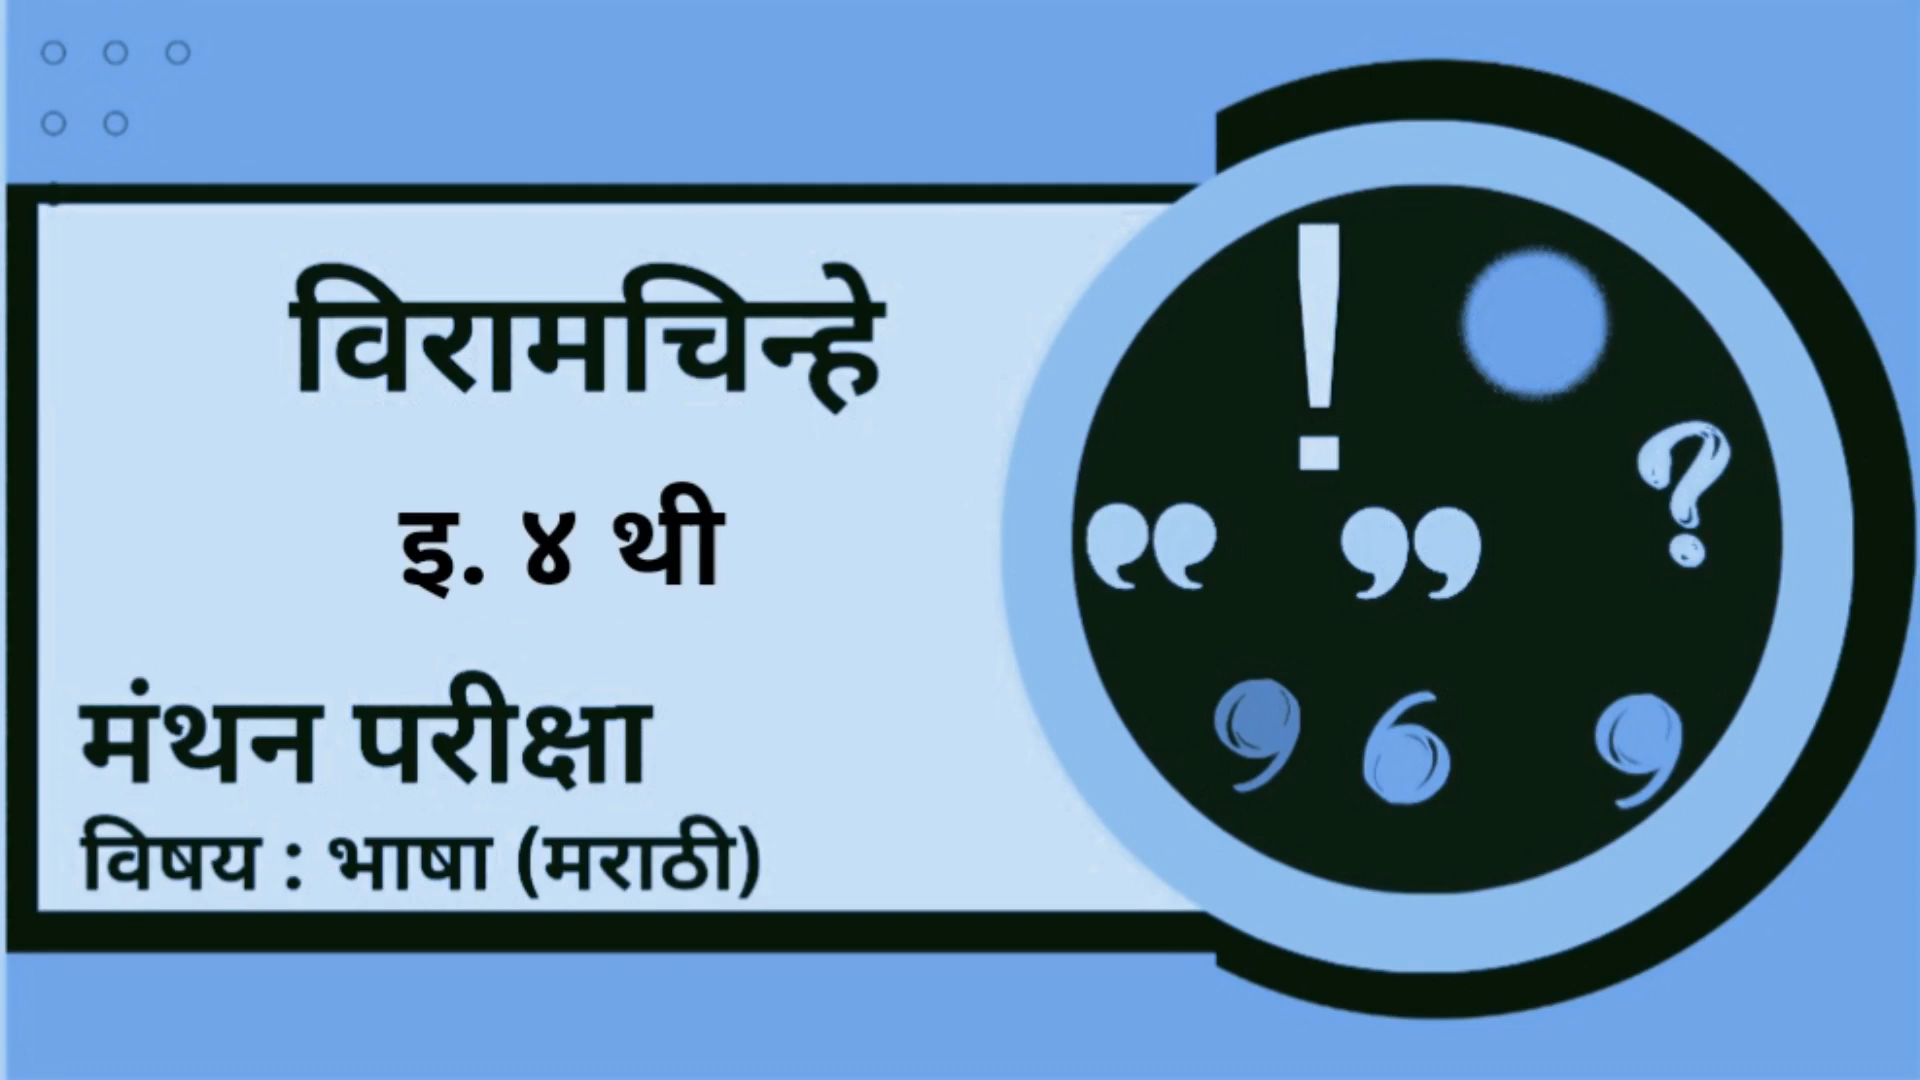 विरामचिन्हे
इ. ४ थी
मंथन परीक्षा
विषय : भाषा (मराठी)
!
?
“ ”
, ‘ ’